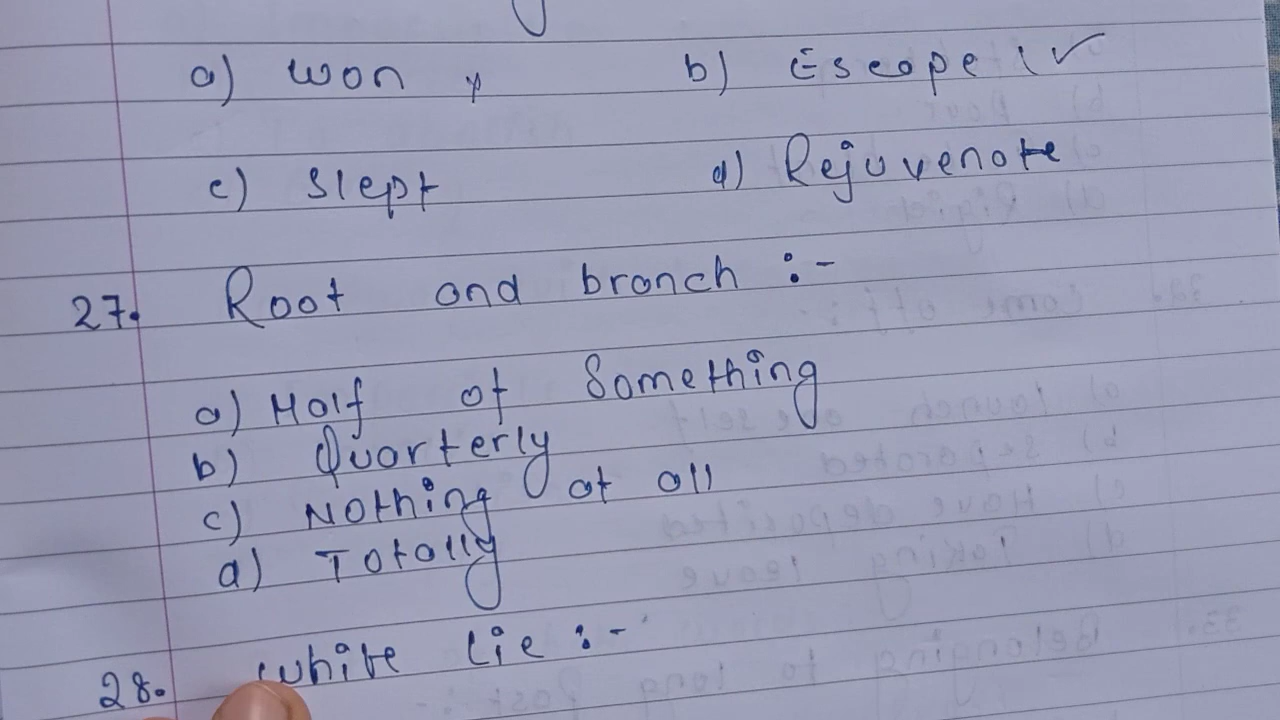 a) Won x b) Escape ✓
c) Slept d) Rejuvenate
27. Root and branch :-
a) Half of Something
b) Quarterly
c) Nothing at all
d) Totally
28. White lie :-